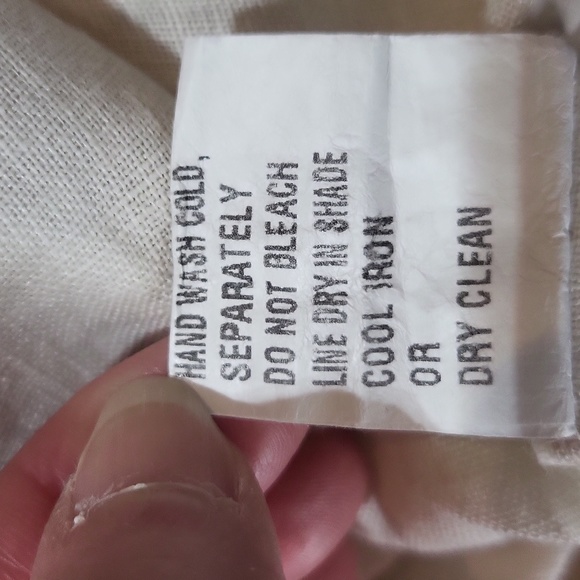 HAND WASH COLD,
SEPARATELY
DO NOT BLEACH
LINE DRY IN SHADE
COOL IRON
OR
DRY CLEAN